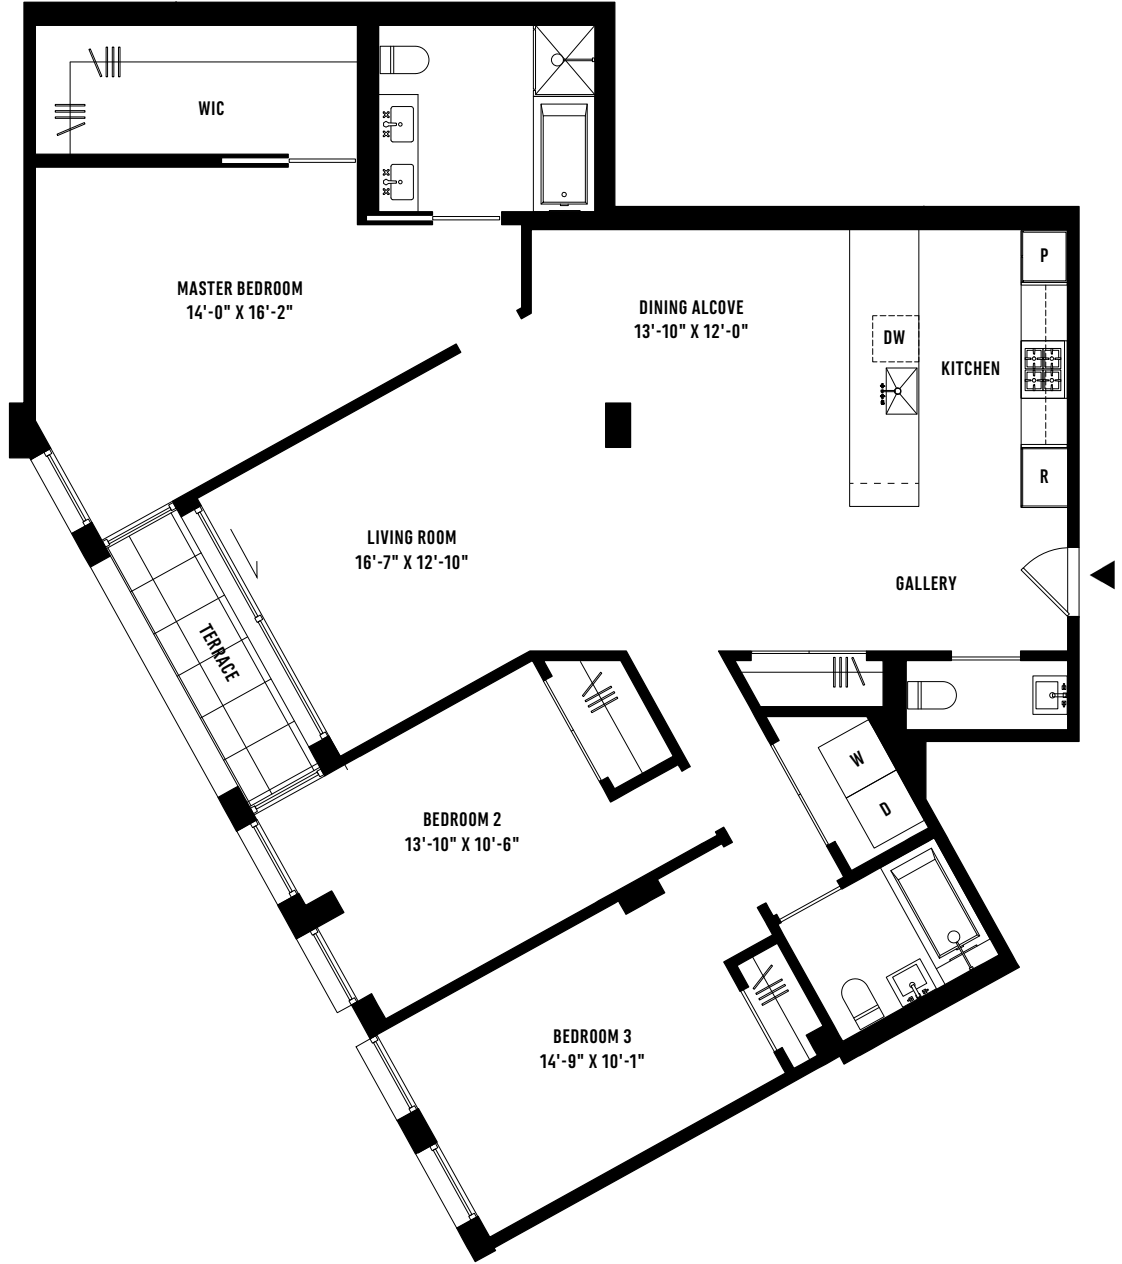 WIC
MASTER BEDROOM
14'-0" X 16'-2"
DINING ALCOVE
13'-10" X 12'-0"
P
DW
KITCHEN
R
LIVING ROOM
16'-7" X 12'-10"
GALLERY
TERRACE
W
D
BEDROOM 2
13'-10" X 10'-6"
BEDROOM 3
14'-9" X 10'-1"